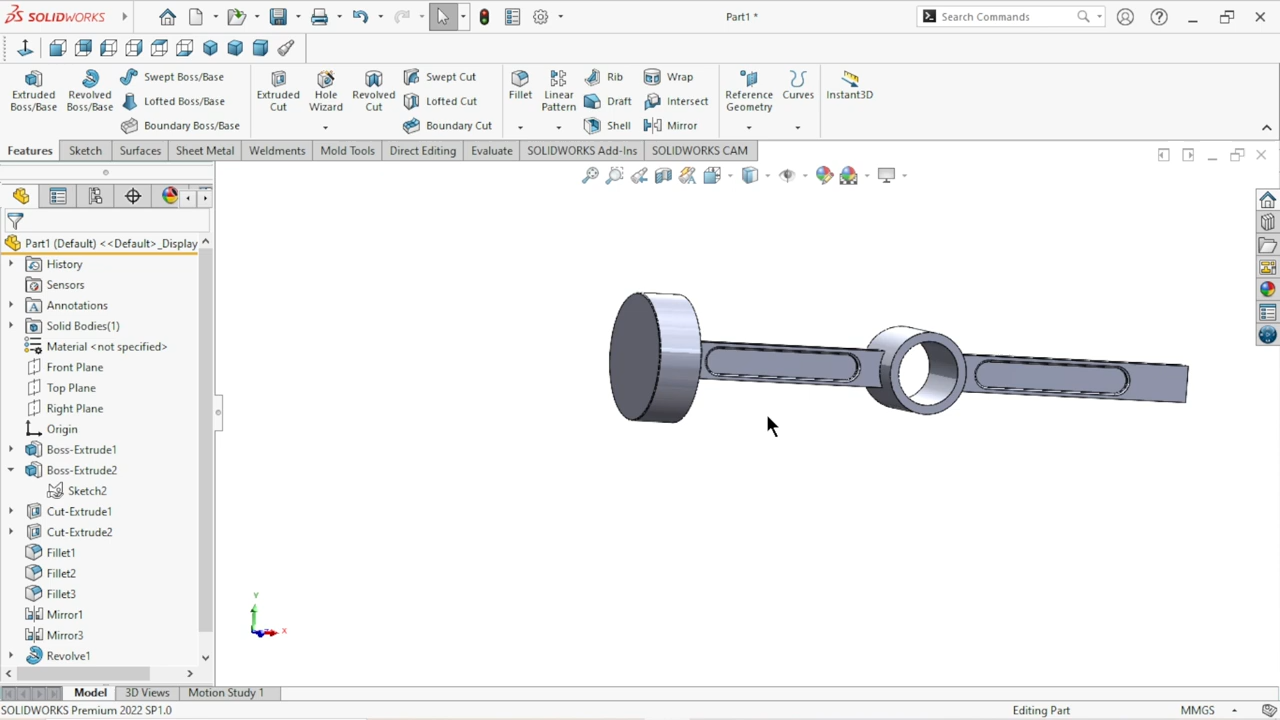 SOLIDWORKS
Part1 *
Search Commands
Extruded Boss/Base
Revolved Boss/Base
Swept Boss/Base
Lofted Boss/Base
Boundary Boss/Base
Extruded Cut
Hole Wizard
Revolved Cut
Swept Cut
Lofted Cut
Boundary Cut
Fillet
Linear Pattern
Rib
Draft
Shell
Wrap
Intersect
Mirror
Reference Geometry
Curves
Instant3D
Features Sketch Surfaces Sheet Metal Weldments Mold Tools Direct Editing Evaluate SOLIDWORKS Add-Ins SOLIDWORKS CAM
Part1 (Default) <<Default>_Display
History
Sensors
Annotations
Solid Bodies(1)
Material <not specified>
Front Plane
Top Plane
Right Plane
Origin
Boss-Extrude1
Boss-Extrude2
Sketch2
Cut-Extrude1
Cut-Extrude2
Fillet1
Fillet2
Fillet3
Mirror1
Mirror3
Revolve1
Y
X
Model 3D Views Motion Study 1
SOLIDWORKS Premium 2022 SP1.0
Editing Part
MMGS